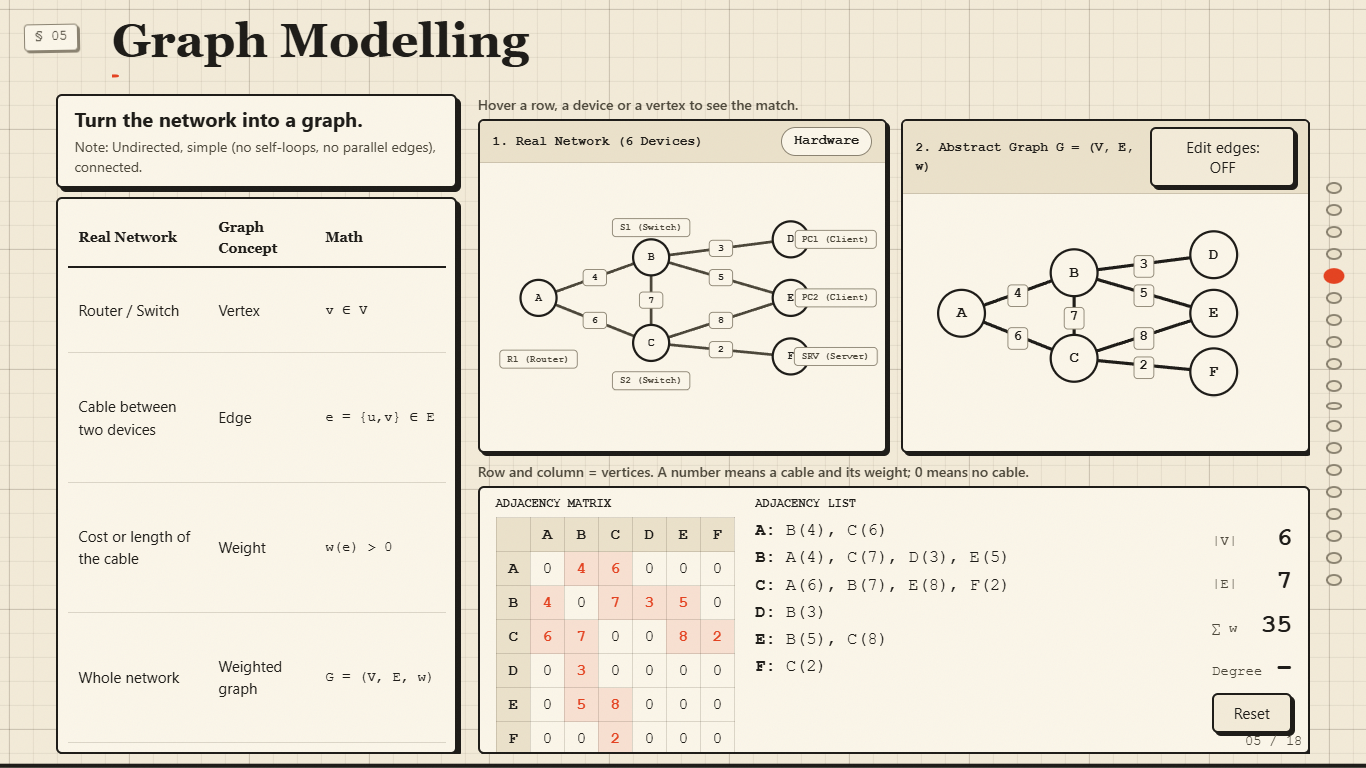 § 05
Graph Modelling
Turn the network into a graph.
Note: Undirected, simple (no self-loops, no parallel edges),
connected.
Real Network Graph Concept Math
Router / Switch Vertex v ∈ V
Cable between two devices Edge e = {u,v} ∈ E
Cost or length of the cable Weight w(e) > 0
Whole network Weighted graph G = (V, E, w)
Hover a row, a device or a vertex to see the match.
1. Real Network (6 Devices) Hardware
S1 (Switch)
B 3 D PC1 (Client)
4 5
A 7 E PC2 (Client)
6 8
C 2 F SRV (Server)
R1 (Router)
S2 (Switch)
2. Abstract Graph G = (V, E,
w)
Edit edges:
OFF
B 3 D
4 5
A 7 E
6 8
C 2 F
Row and column = vertices. A number means a cable and its weight; 0 means no cable.
ADJACENCY MATRIX
A B C D E F
A 0 4 6 0 0 0
B 4 0 7 3 5 0
C 6 7 0 0 8 2
D 0 3 0 0 0 0
E 0 5 8 0 0 0
F 0 0 2 0 0 0
ADJACENCY LIST
A: B(4), C(6)
B: A(4), C(7), D(3), E(5)
C: A(6), B(7), E(8), F(2)
D: B(3)
E: B(5), C(8)
F: C(2)
|V| 6
|E| 7
∑ w 35
Degree —
Reset
05 / 18